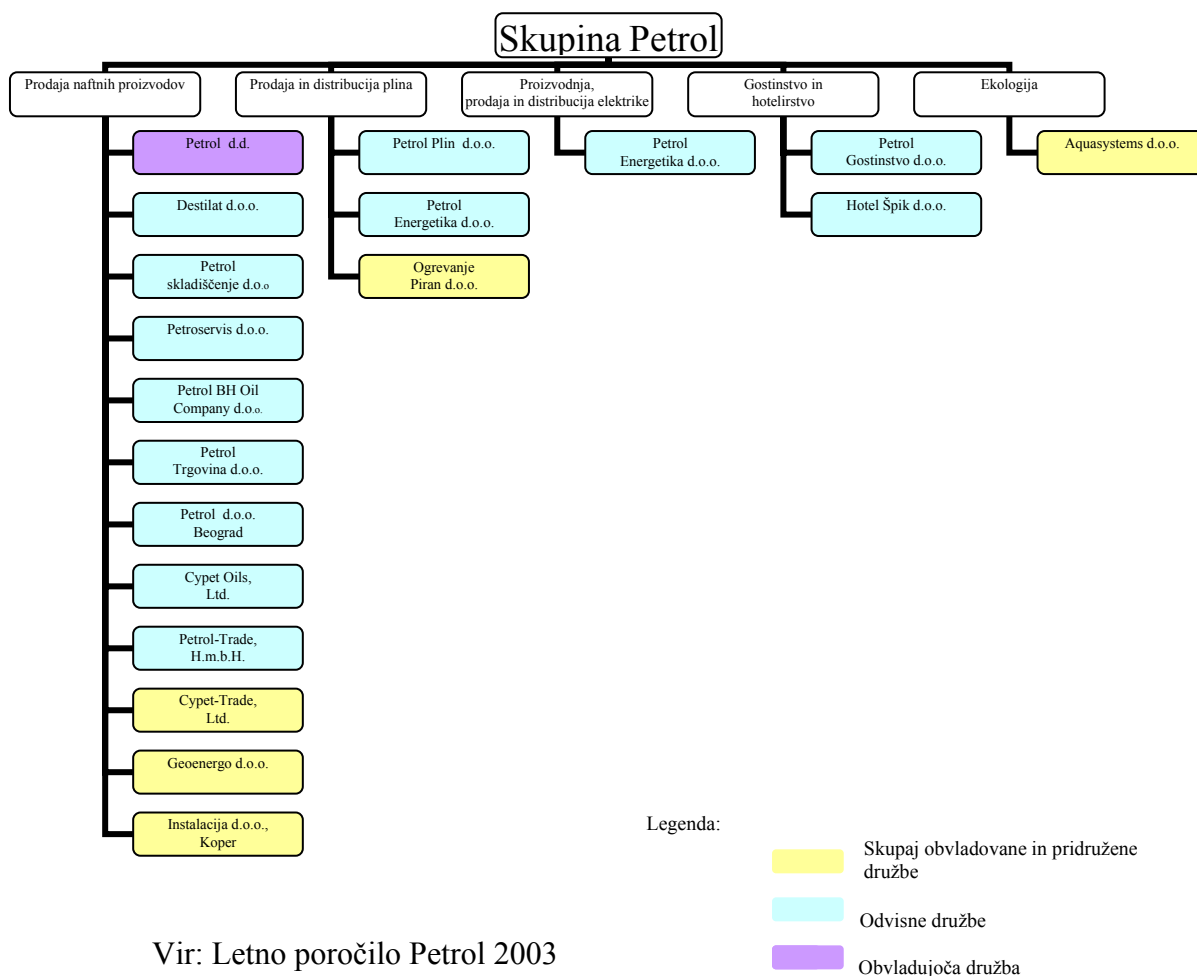 Skupina Petrol
Prodaja naftnih proizvodov
Petrol d.d.
Destilat d.o.o.
Petrol
skladiščenje d.o.o
Petroservis d.o.o.
Petrol BH Oil
Company d.o.o.
Petrol
Trgovina d.o.o.
Petrol d.o.o.
Beograd
Cypet Oils,
Ltd.
Petrol-Trade,
H.m.b.H.
Cypet-Trade,
Ltd.
Geoenergo d.o.o.
Instalacija d.o.o.,
Koper
Prodaja in distribucija plina
Petrol Plin d.o.o.
Petrol
Energetika d.o.o.
Ogrevanje
Piran d.o.o.
Proizvodnja,
prodaja in distribucija elektrike
Petrol
Energetika d.o.o.
Gostinstvo in
hotelirstvo
Petrol
Gostinstvo d.o.o.
Hotel Špik d.o.o.
Ekologija
Aquasystems d.o.o.
Legenda:
Skupaj obvladovane in pridružene
družbe
Odvisne družbe
Obvladujoča družba
Vir: Letno poročilo Petrol 2003